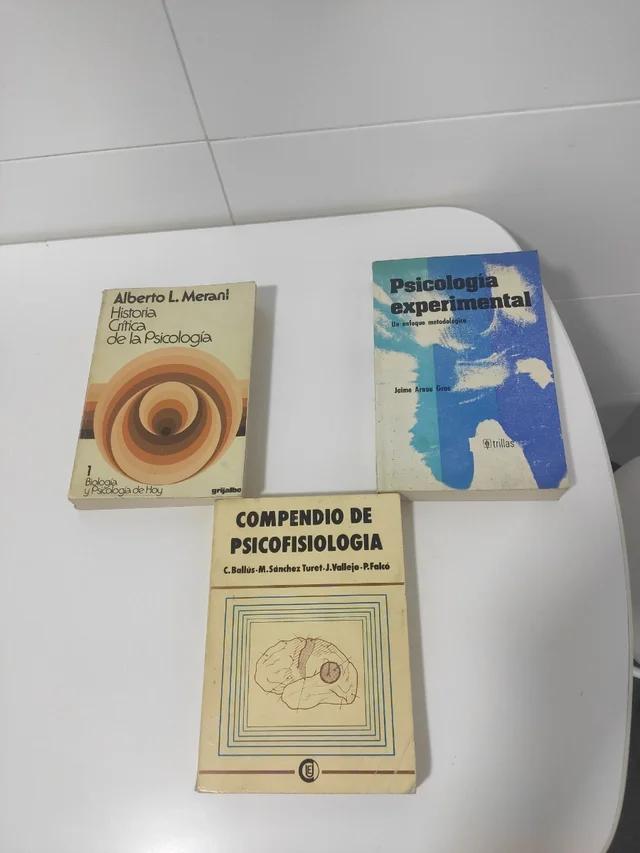 Alberto L. Merani
Historia
Crítica
de la Psicología
1
Biología
y Psicología de Hoy
grijalbo
Psicología
experimental
Un enfoque metodológico
Jaime Arnau Gras
trillas
COMPENDIO DE
PSICOFISIOLOGIA
C. Ballús-M. Sánchez Turet-J. Vallejo-P. Falcó